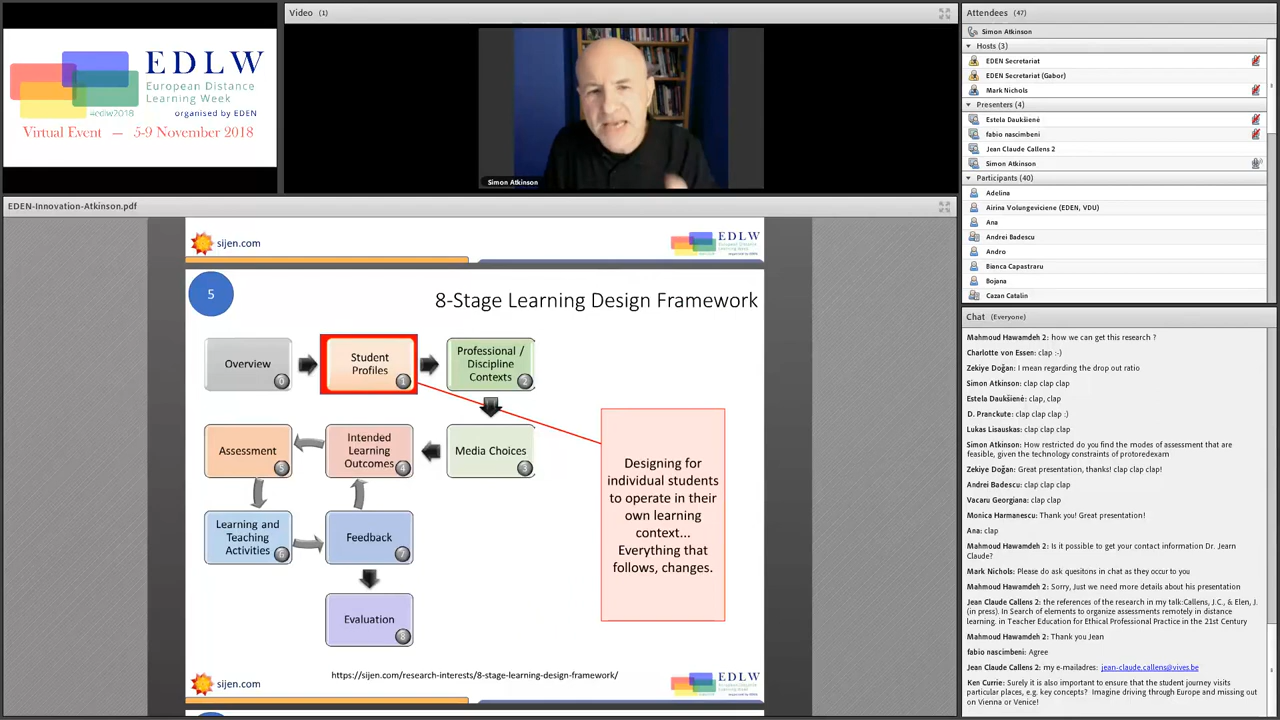 EDLW
European Distance
Learning Week
#edlw2018
organised by EDEN
Virtual Event — 5-9 November 2018
Video (1)
Simon Atkinson
EDEN-Innovation-Atkinson.pdf
sijen.com
EDLW
5
8-Stage Learning Design Framework
Overview
0
Student
Profiles
1
Professional /
Discipline
Contexts
2
Assessment
5
Intended
Learning
Outcomes
4
Media Choices
3
Learning and
Teaching
Activities
6
Feedback
7
Evaluation
8
Designing for
individual students
to operate in their
own learning
context...
Everything that
follows, changes.
https://sijen.com/research-interests/8-stage-learning-design-framework/
sijen.com
EDLW
Attendees (47)
Simon Atkinson
Hosts (3)
EDEN Secretariat
EDEN Secretariat (Gabor)
Mark Nichols
Presenters (4)
Estela Daukšienė
fabio nascimbeni
Jean Claude Callens 2
Simon Atkinson
Participants (40)
Adelina
Airina Volungeviciene (EDEN, VDU)
Ana
Andrei Badescu
Andro
Bianca Capastraru
Bojana
Cazan Catalin
Chat (Everyone)
Mahmoud Hawamdeh 2: how we can get this research ?
Charlotte von Essen: clap :-)
Zekiye Doğan: I mean regarding the drop out ratio
Simon Atkinson: clap clap clap
Estela Daukšienė: clap, clap
D. Pranckute: clap clap clap ;)
Lukas Lisauskas: clap clap clap
Simon Atkinson: How restricted do you find the modes of assessment that are
feasible, given the technology constraints of protoredexam
Zekiye Doğan: Great presentation, thanks! clap clap clap!
Andrei Badescu: clap clap clap
Vacaru Georgiana: clap clap
Monica Harmanescu: Thank you! Great presentation!
Ana: clap
Mahmoud Hawamdeh 2: Is it possible to get your contact information Dr. Jearn
Claude?
Mark Nichols: Please do ask quesitons in chat as they occur to you
Mahmoud Hawamdeh 2: Sorry, Just we need more details about his presentation
Jean Claude Callens 2: the references of the research in my talk:Callens, J.C., & Elen, J.
(in press). In Search of elements to organize assessments remotely in distance
learning. in Teacher Education for Ethical Professional Practice in the 21st Century
Mahmoud Hawamdeh 2: Thank you Jean
fabio nascimbeni: Agree
Jean Claude Callens 2: my e-mailadres: jean-claude.callens@vives.be
Ken Currie: Surely it is also important to ensure that the student journey visits
particular places, e.g. key concepts? Imagine driving through Europe and missing out
on Vienna or Venice!